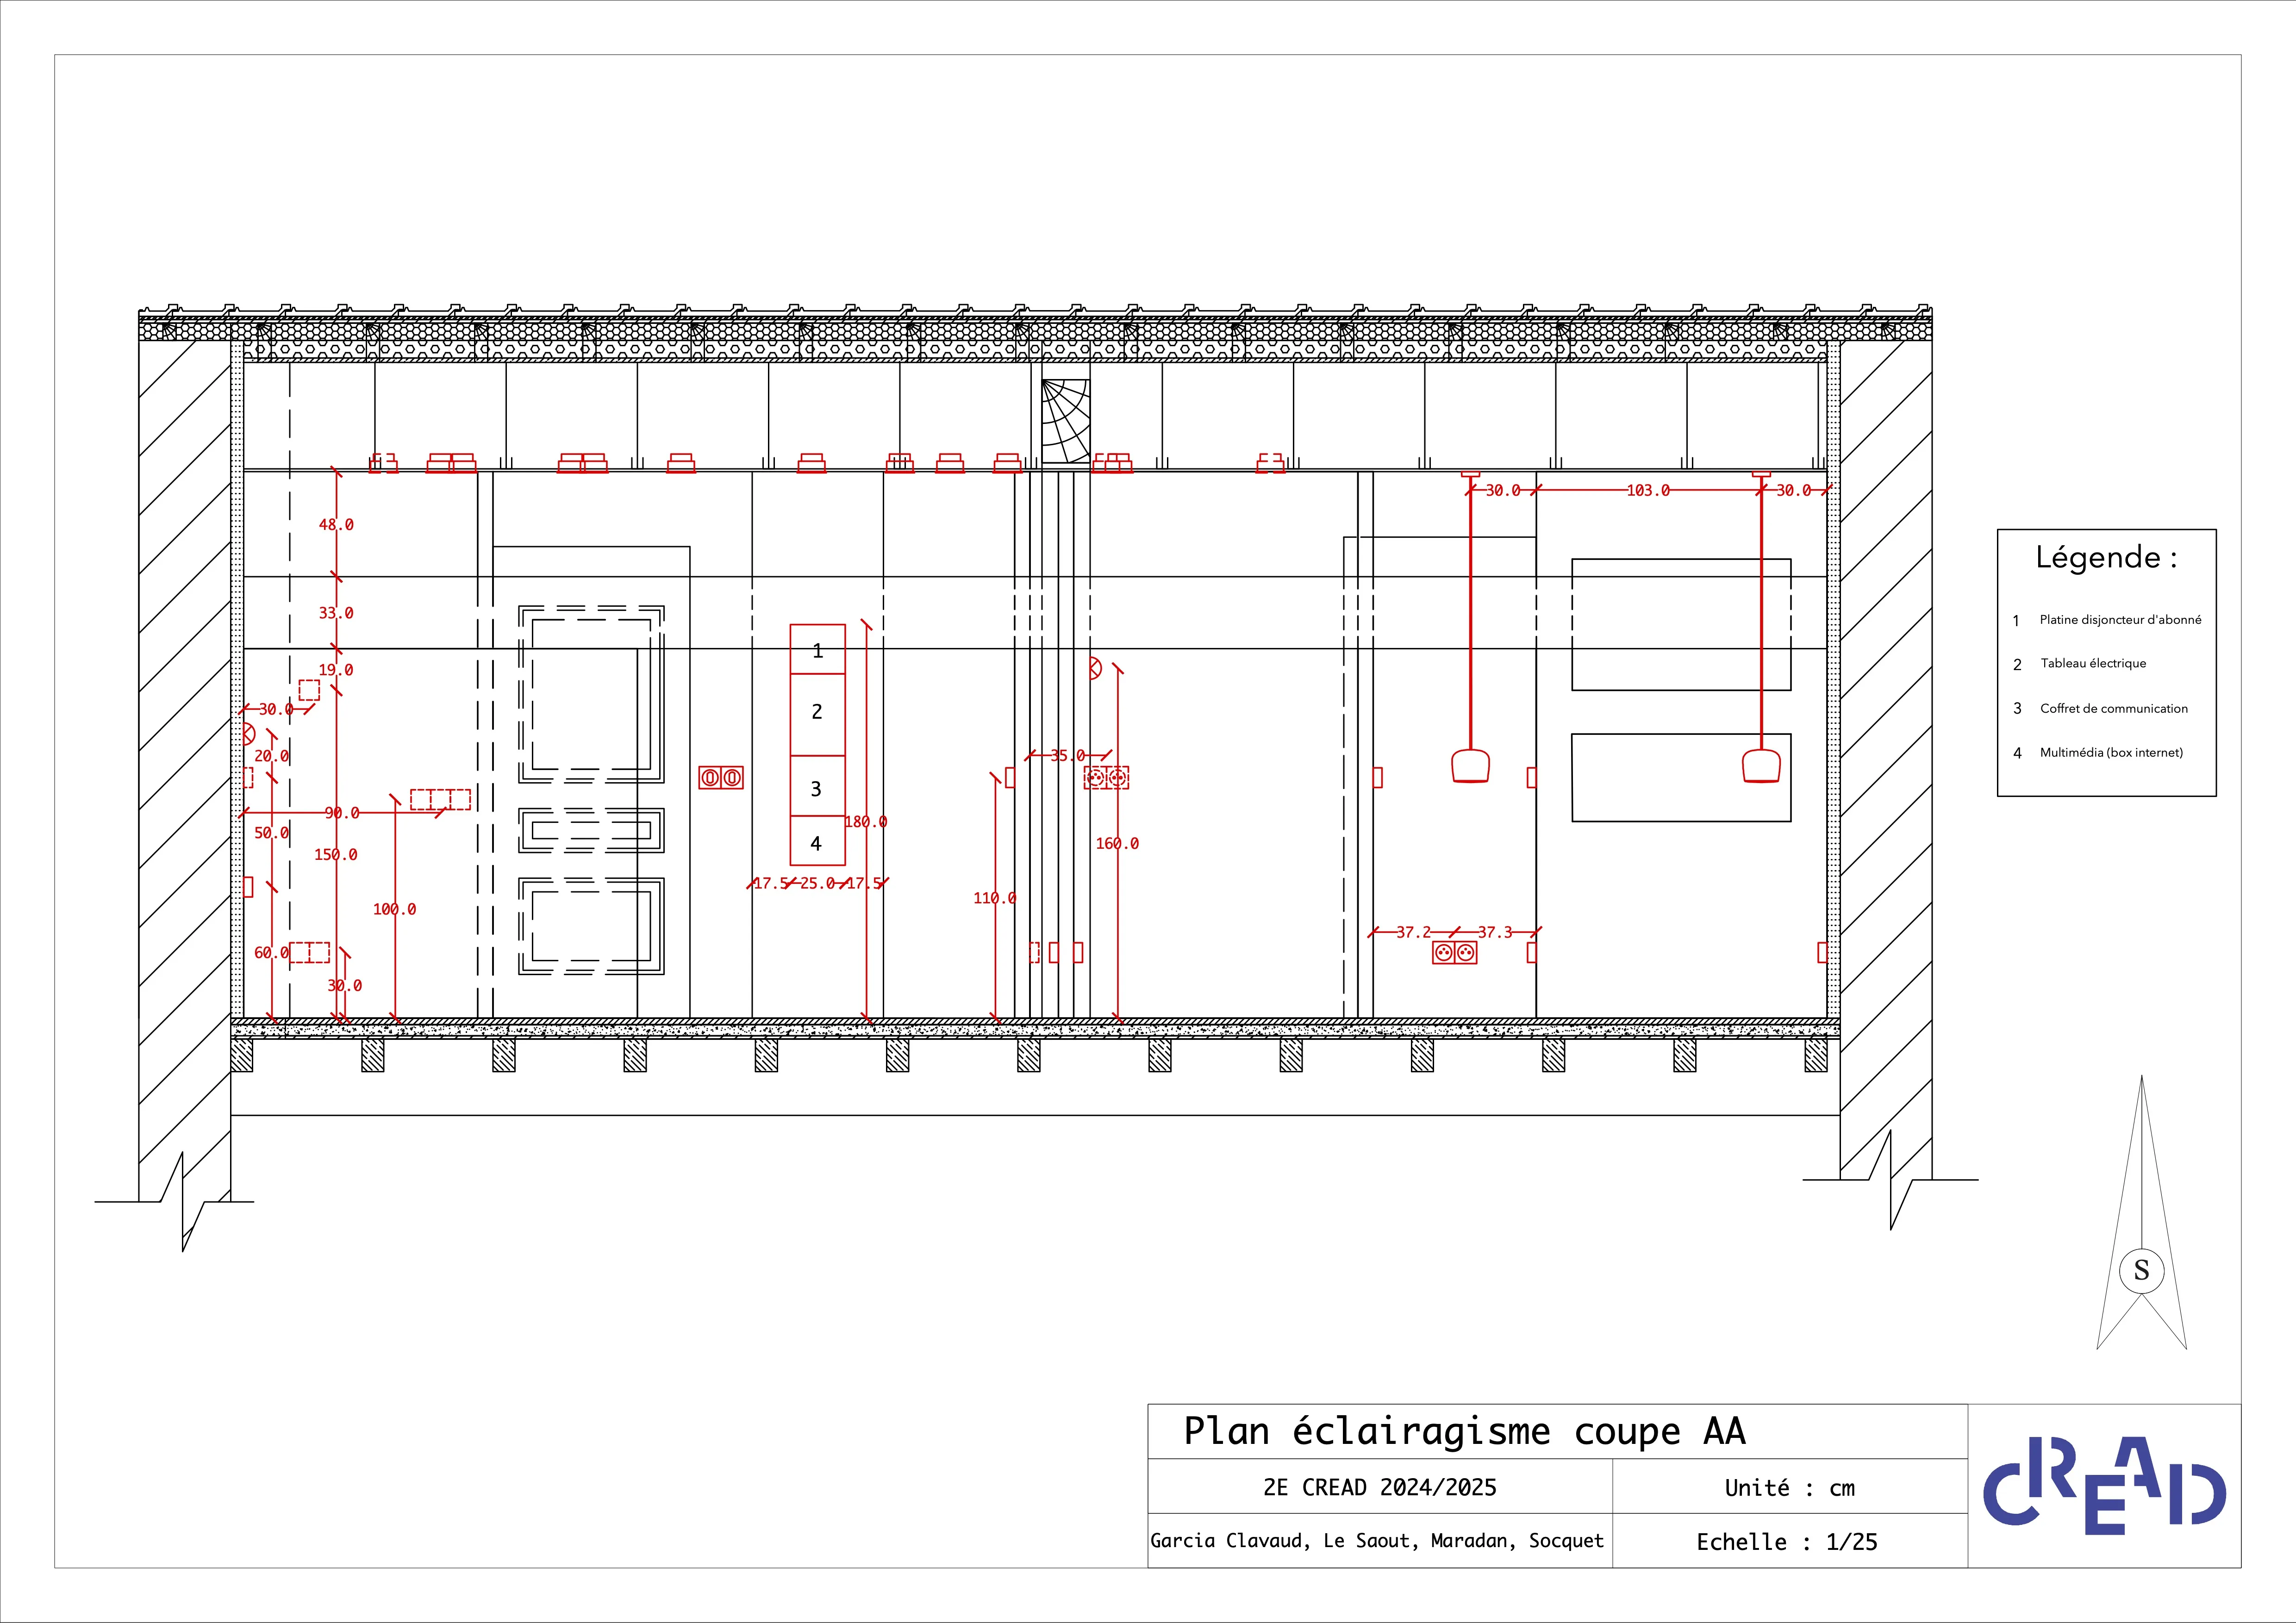 30.0
103.0
30.0
48.0
33.0
19.0
30.0
20.0
90.0
50.0
150.0
100.0
60.0
30.0
1
2
3
4
180.0
17.5
25.0
17.5
35.0
160.0
110.0
37.2
37.3
Légende :
1 Platine disjoncteur d'abonné
2 Tableau électrique
3 Coffret de communication
4 Multimédia (box internet)
S
Plan éclairagisme coupe AA
2E CREAD 2024/2025
Unité : cm
Garcia Clavaud, Le Saout, Maradan, Socquet
Echelle : 1/25
CREAD